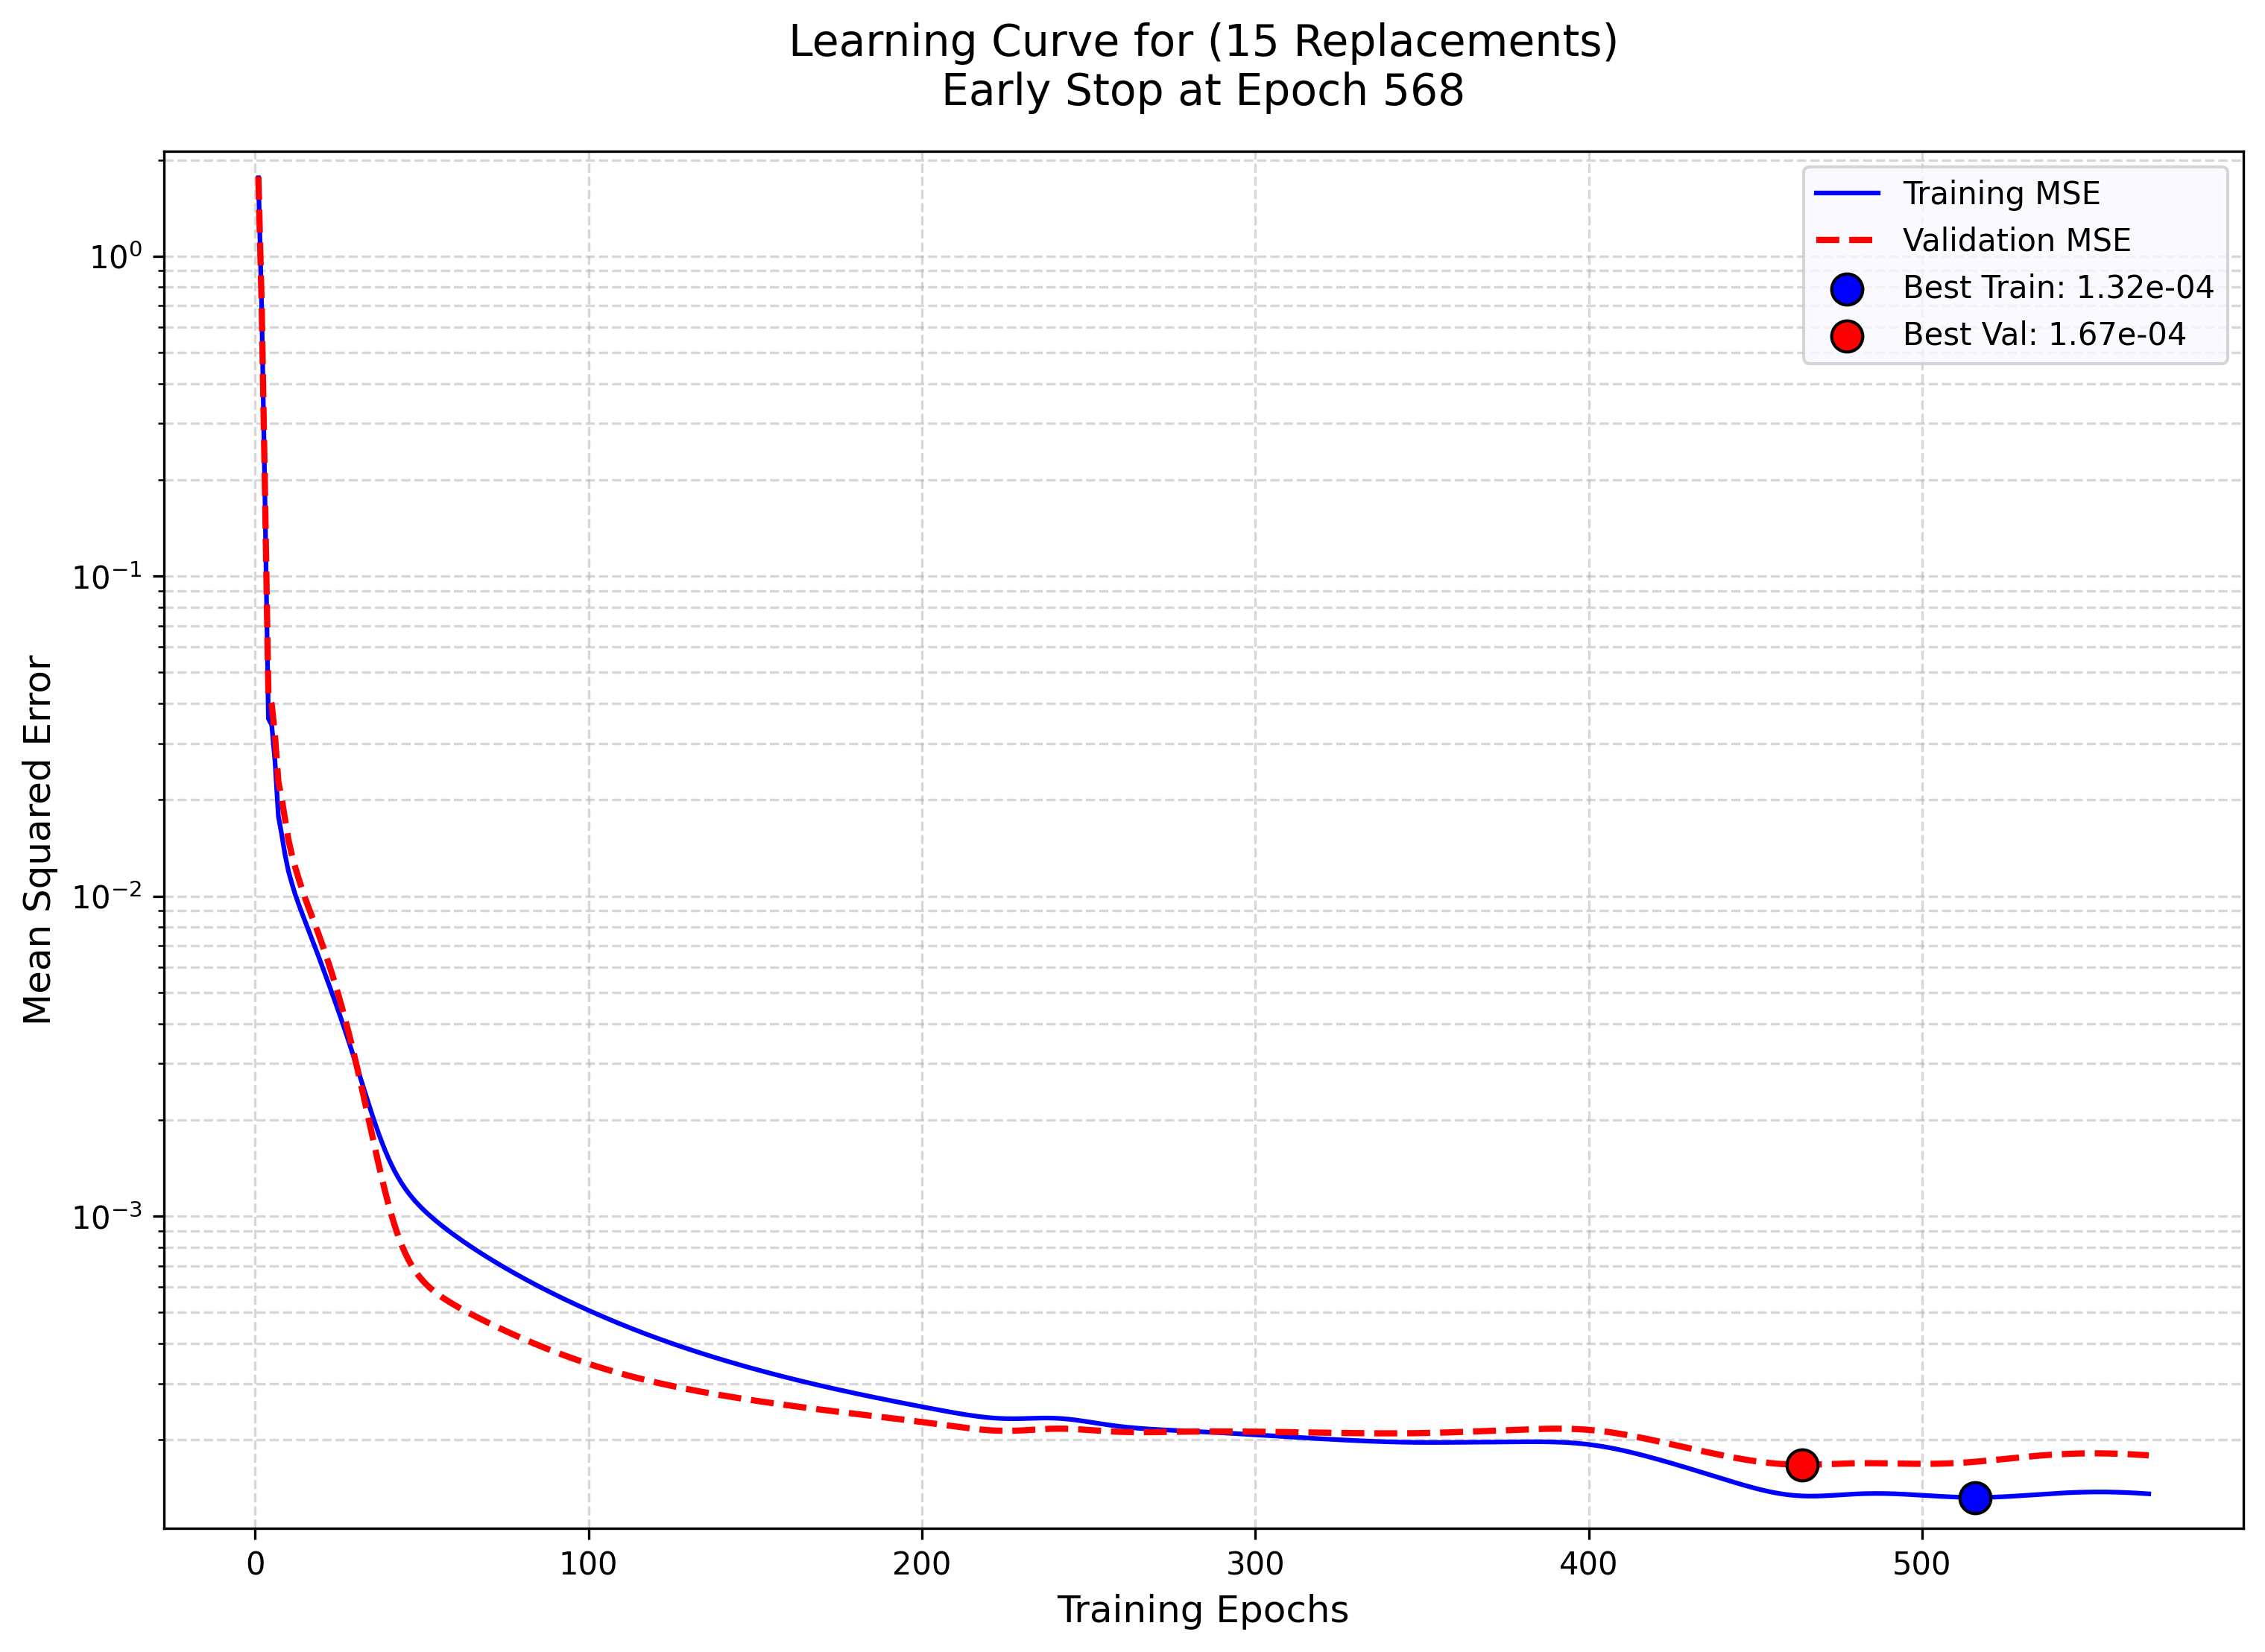 Learning Curve for (15 Replacements)
Early Stop at Epoch 568
Training MSE
Validation MSE
Best Train: 1.32e-04
Best Val: 1.67e-04
Mean Squared Error
10⁰
10⁻¹
10⁻²
10⁻³
0 100 200 300 400 500
Training Epochs